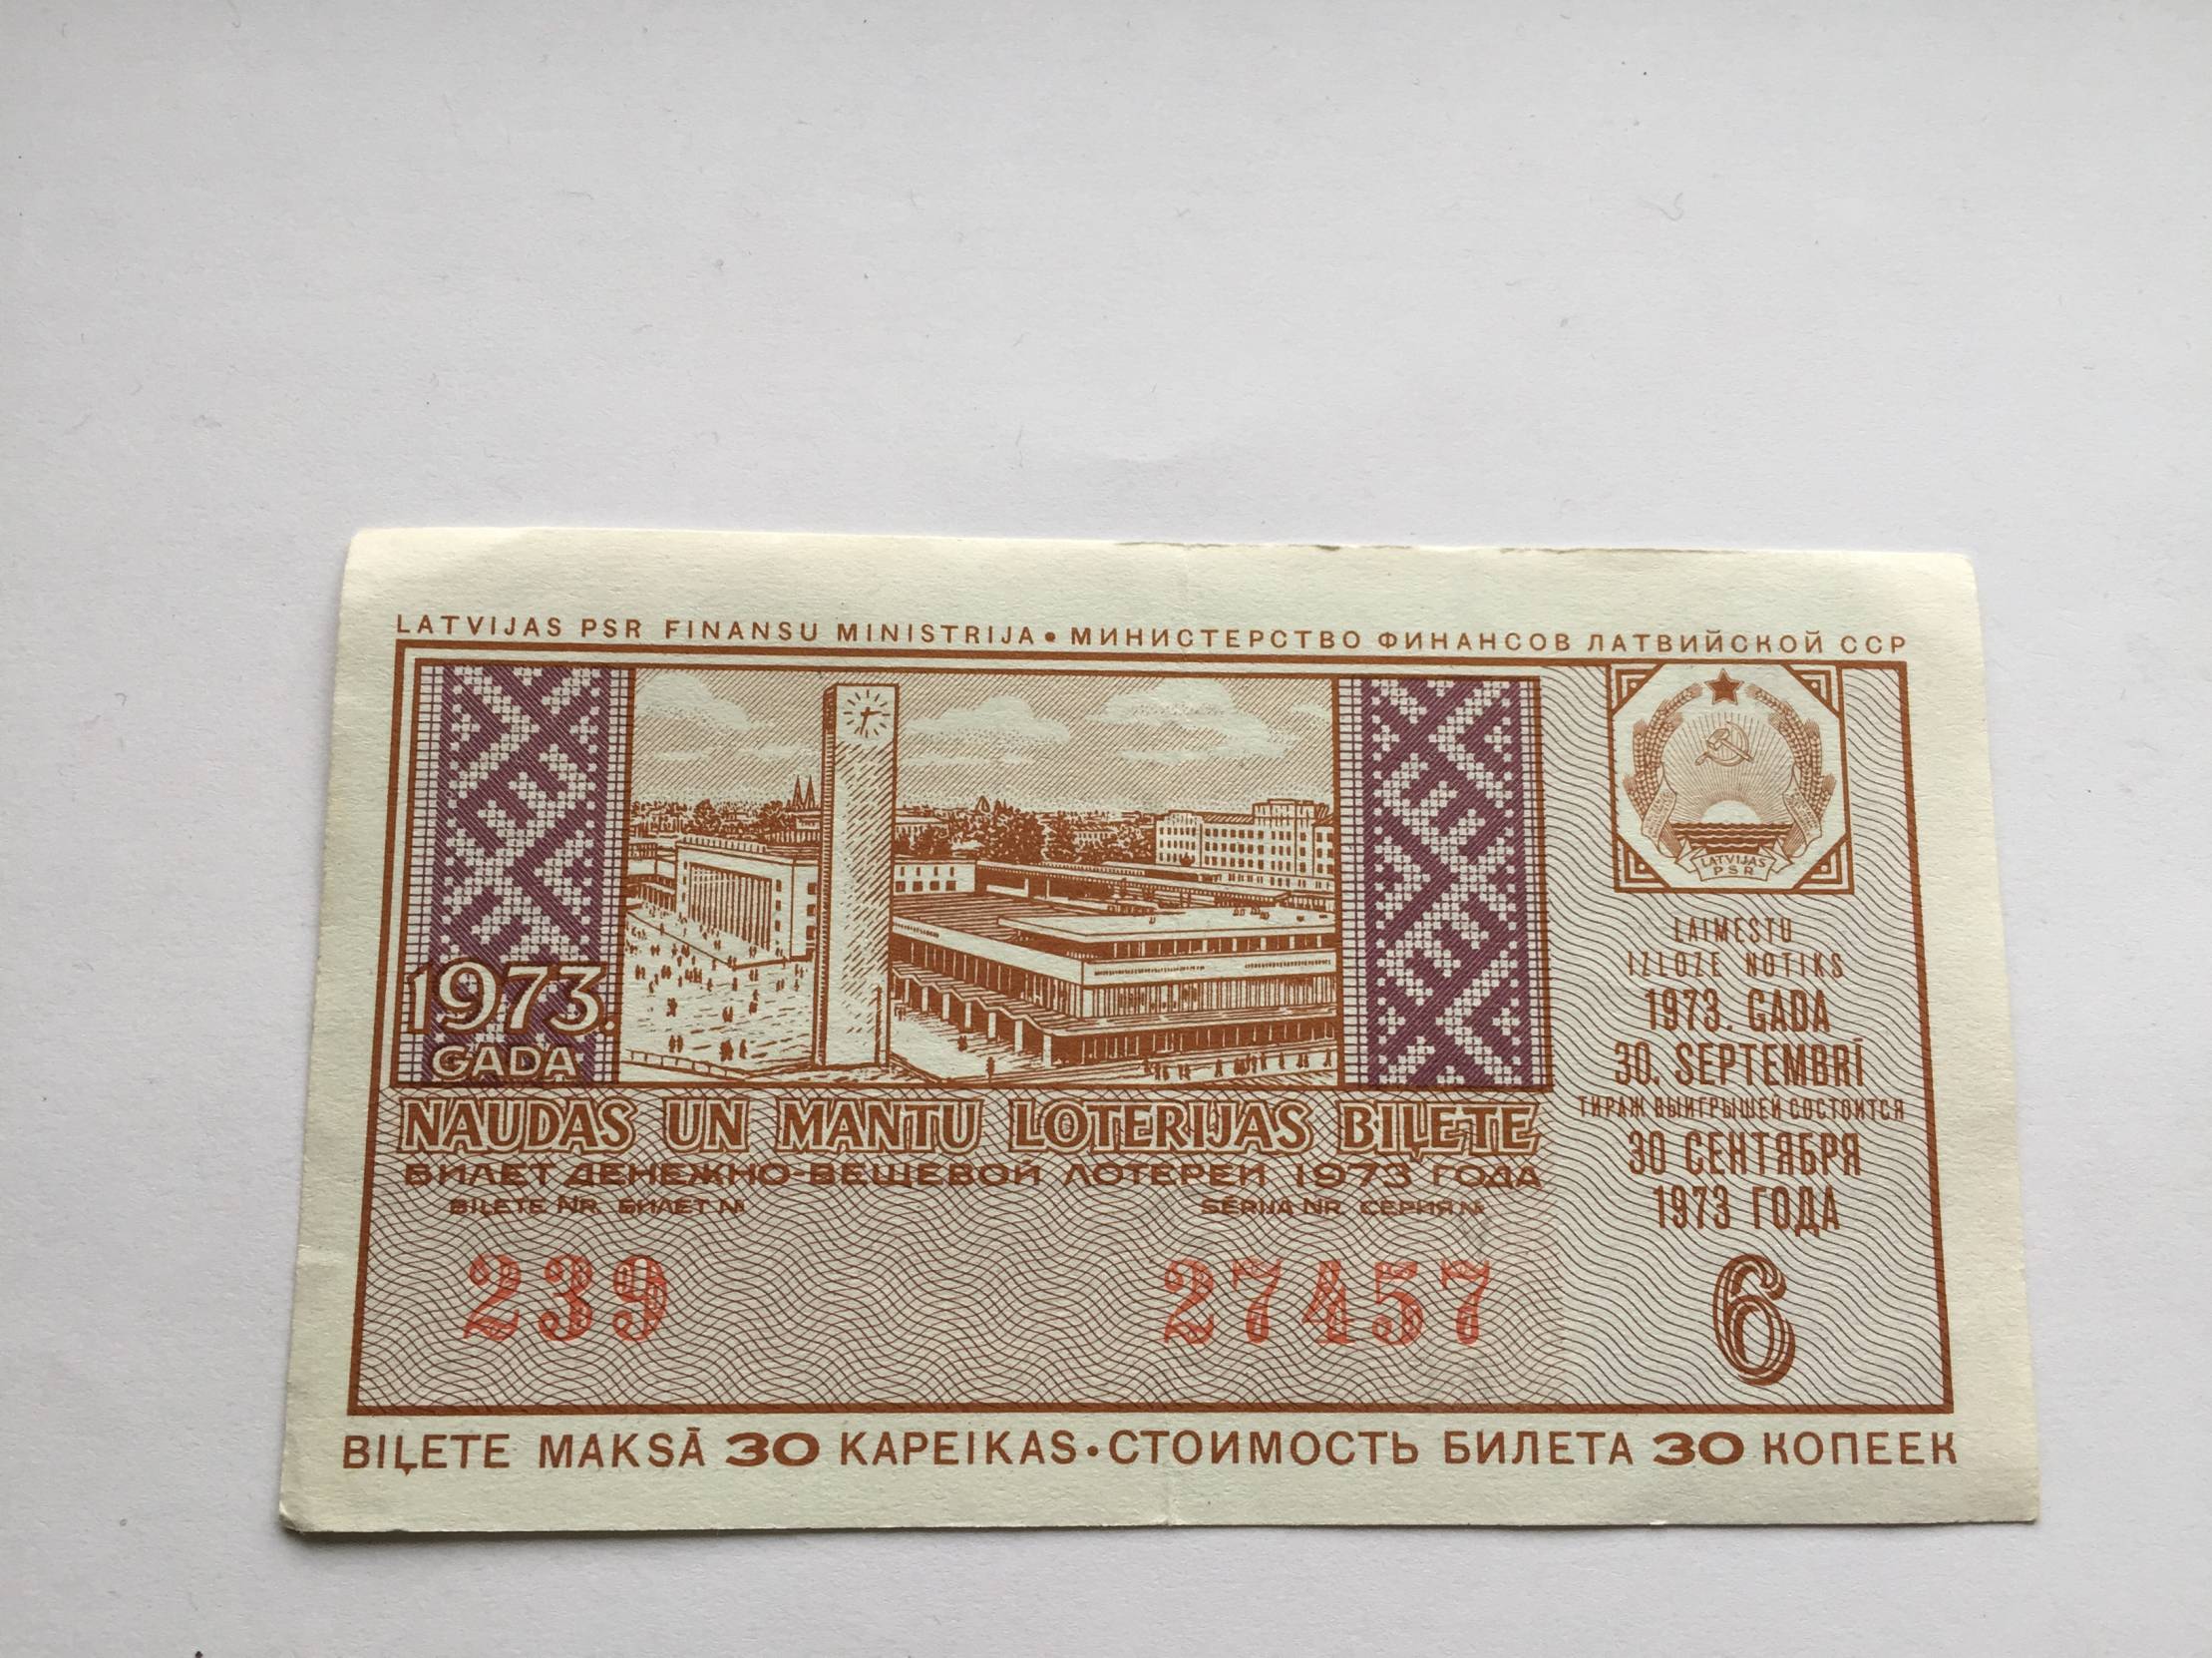 LATVIJAS PSR FINANSU MINISTRIJA • МИНИСТЕРСТВО ФИНАНСОВ ЛАТВИЙСКОЙ ССР
LATVIJAS
PSR
1973.
GADA
NAUDAS UN MANTU LOTERIJAS BIĻETE
БИЛЕТ ДЕНЕЖНО-ВЕЩЕВОЙ ЛОТЕРЕИ 1973 ГОДА
BIĻETE NR. БИЛЕТ № SĒRIJA NR. СЕРИЯ №
239 27457
LAIMESTU
IZLOZE NOTIKS
1973. GADA
30. SEPTEMBRĪ
ТИРАЖ ВЫИГРЫШЕЙ СОСТОИТСЯ
30 СЕНТЯБРЯ
1973 ГОДА
6
BIĻETE MAKSĀ 30 KAPEIKAS • СТОИМОСТЬ БИЛЕТА 30 КОПЕЕК